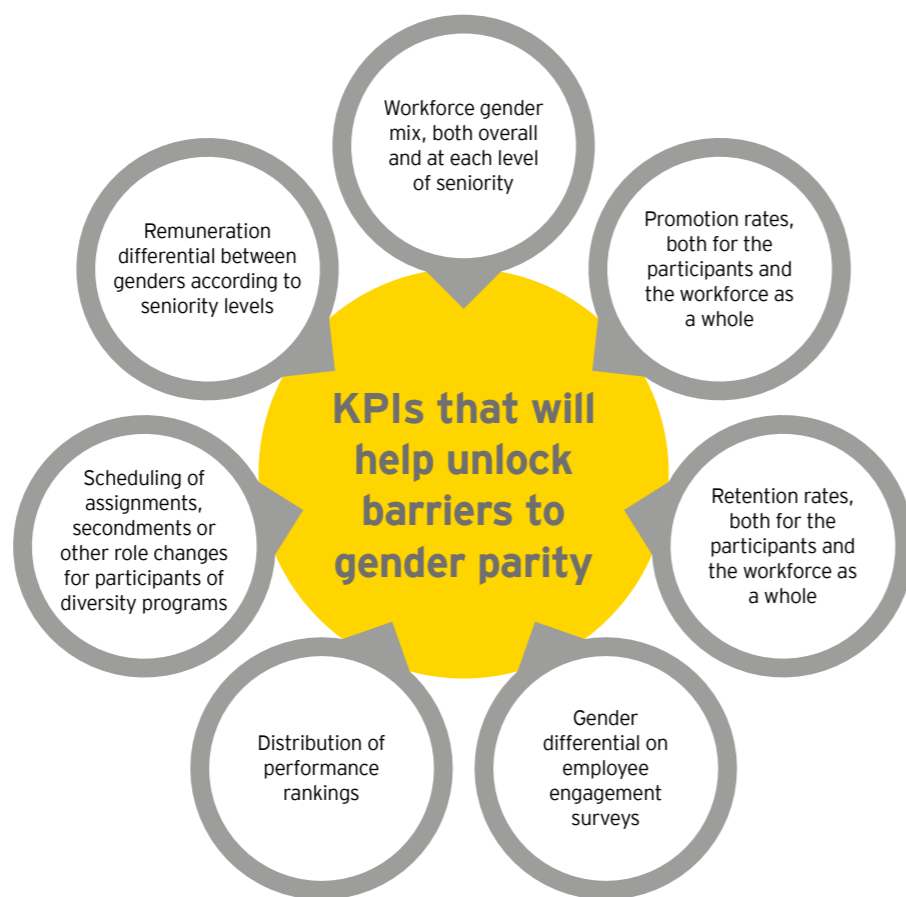 Workforce gender
mix, both overall
and at each level
of seniority
Promotion rates,
both for the
participants and
the workforce as
a whole
Retention rates,
both for the
participants and
the workforce as
a whole
Gender
differential on
employee
engagement
surveys
Distribution of
performance
rankings
Scheduling of
assignments,
secondments or
other role changes
for participants of
diversity programs
Remuneration
differential between
genders according to
seniority levels
KPIs that will
help unlock
barriers to
gender parity